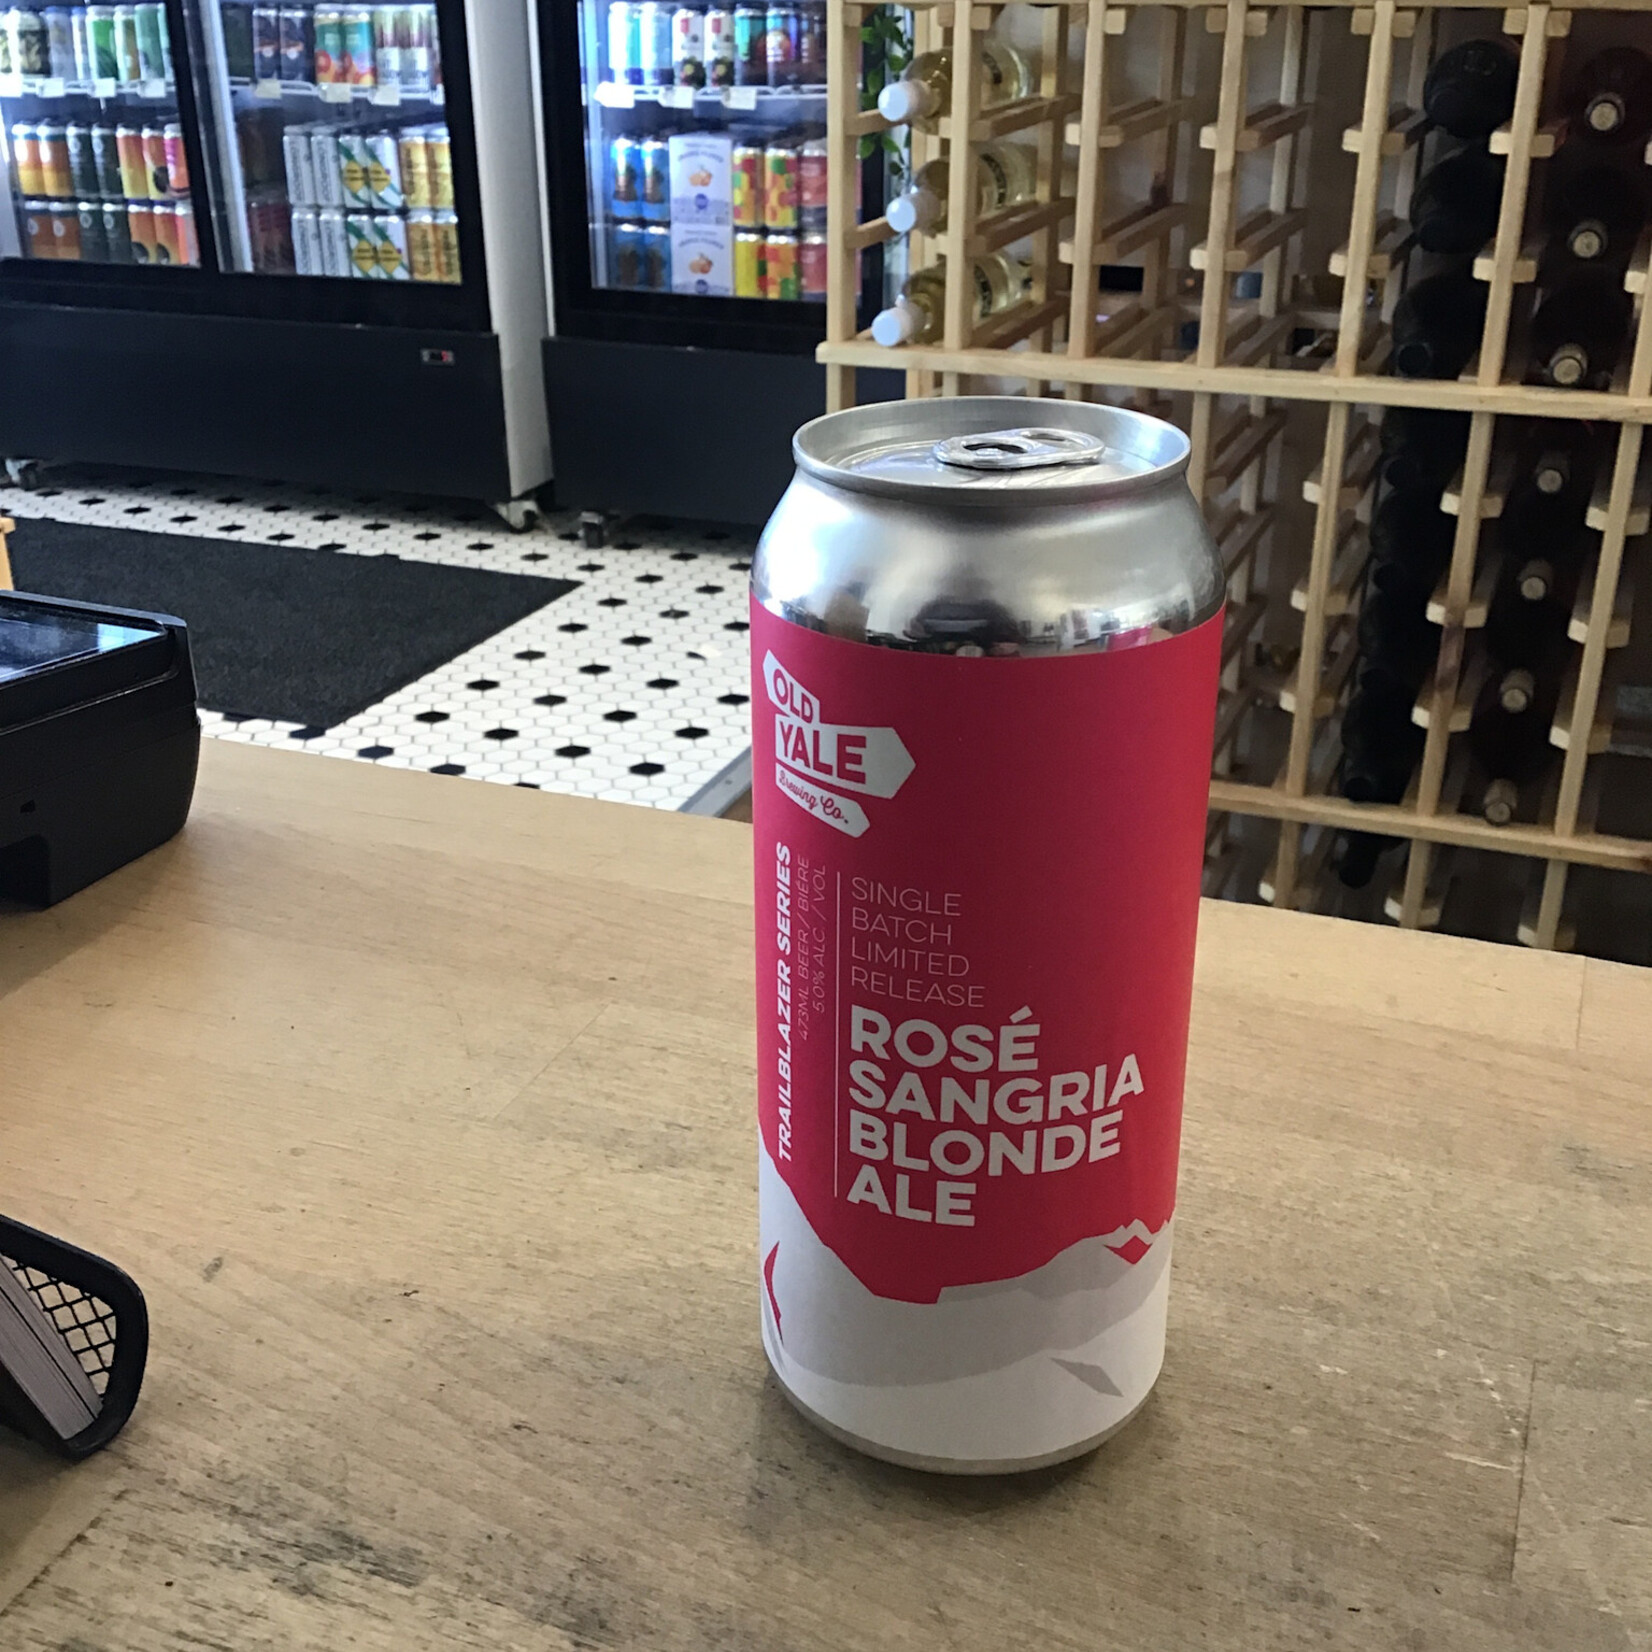 OLD
YALE
Brewing Co.
TRAILBLAZER SERIES
473ML BEER / BIÈRE
5.0% ALC. / VOL
SINGLE
BATCH
LIMITED
RELEASE
ROSÉ
SANGRIA
BLONDE
ALE